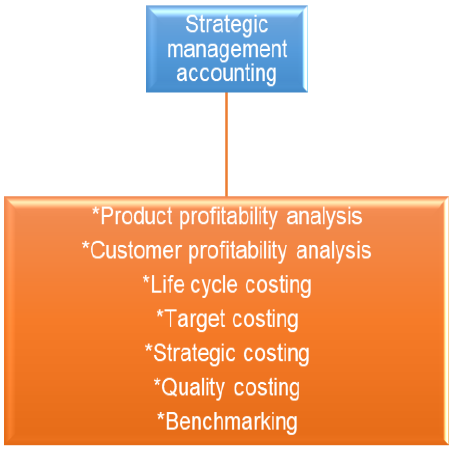 Strategic
management
accounting
*Product profitability analysis
*Customer profitability analysis
*Life cycle costing
*Target costing
*Strategic costing
*Quality costing
*Benchmarking